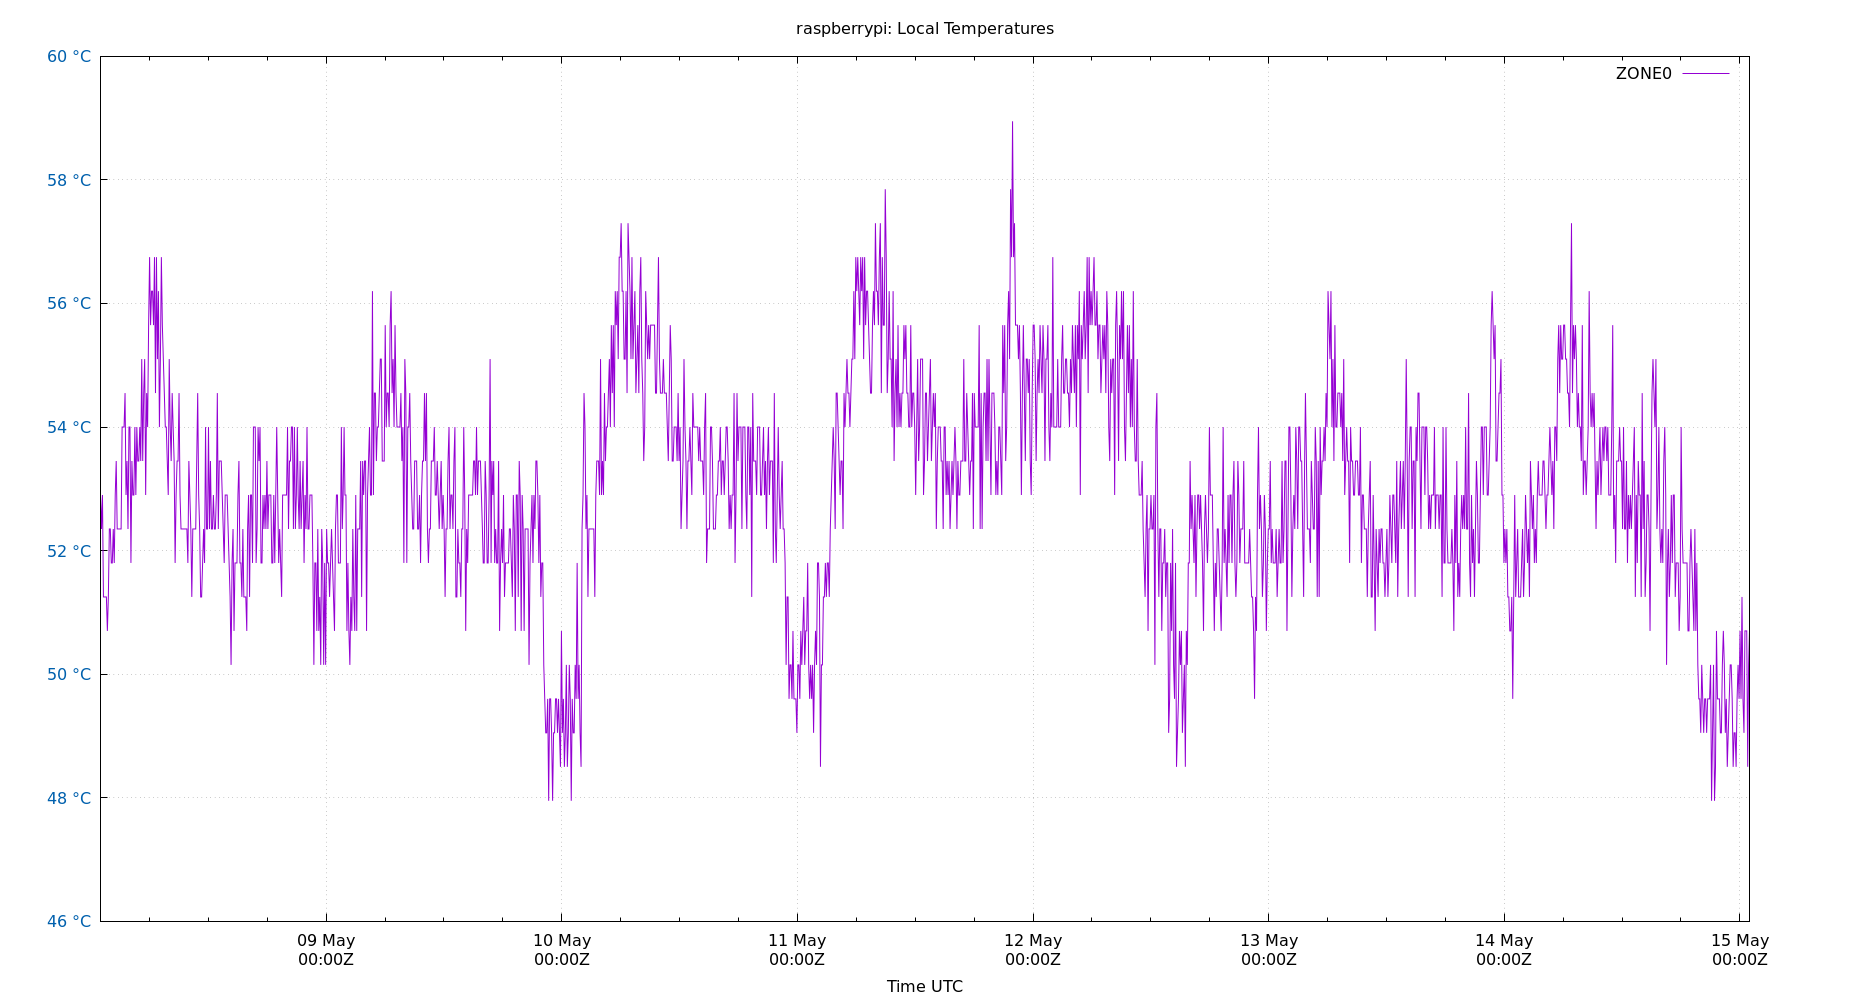 raspberrypi: Local Temperatures
ZONE0
60 °C
58 °C
56 °C
54 °C
52 °C
50 °C
48 °C
46 °C
09 May 10 May 11 May 12 May 13 May 14 May 15 May
00:00Z 00:00Z 00:00Z 00:00Z 00:00Z 00:00Z 00:00Z
Time UTC